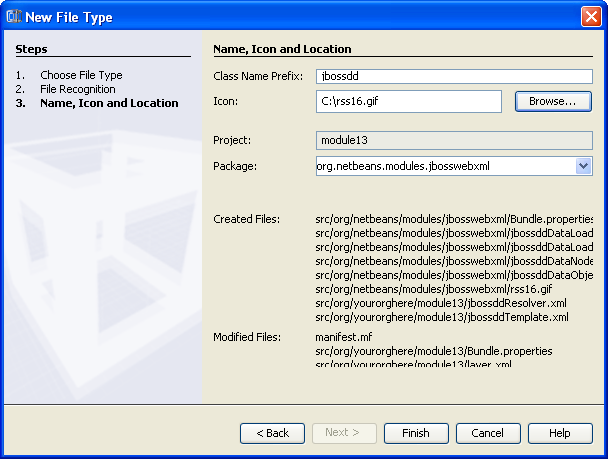 New File Type
Steps
1. Choose File Type
2. File Recognition
3. Name, Icon and Location
Name, Icon and Location
Class Name Prefix: jbossdd
Icon: C:\rss16.gif Browse...
Project: module13
Package: org.netbeans.modules.jbosswebxml
Created Files: src/org/netbeans/modules/jbosswebxml/Bundle.properties
src/org/netbeans/modules/jbosswebxml/jbossddDataLoad
src/org/netbeans/modules/jbosswebxml/jbossddDataLoad
src/org/netbeans/modules/jbosswebxml/jbossddDataNode
src/org/netbeans/modules/jbosswebxml/jbossddDataObje
src/org/netbeans/modules/jbosswebxml/rss16.gif
src/org/yourorghere/module13/jbossddResolver.xml
src/org/yourorghere/module13/jbossddTemplate.xml
Modified Files: manifest.mf
src/org/yourorghere/module13/Bundle.properties
src/org/yourorghere/module13/layer.xml
< Back Next > Finish Cancel Help